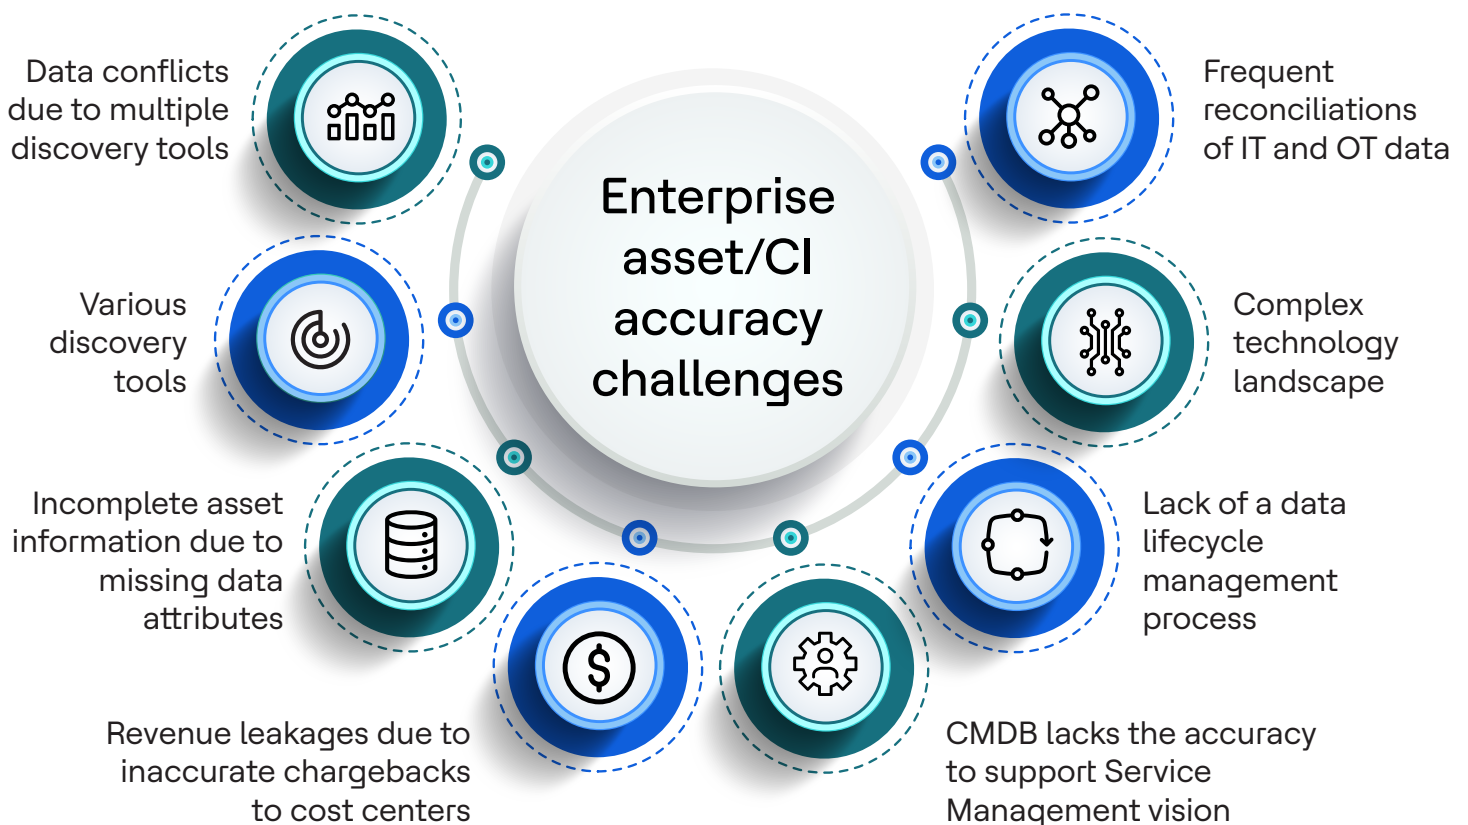 Data conflicts
due to multiple
discovery tools
Various
discovery
tools
Incomplete asset
information due to
missing data
attributes
Revenue leakages due to
inaccurate chargebacks
to cost centers
Enterprise
asset/CI
accuracy
challenges
Frequent
reconciliations
of IT and OT data
Complex
technology
landscape
Lack of a data
lifecycle
management
process
CMDB lacks the accuracy
to support Service
Management vision